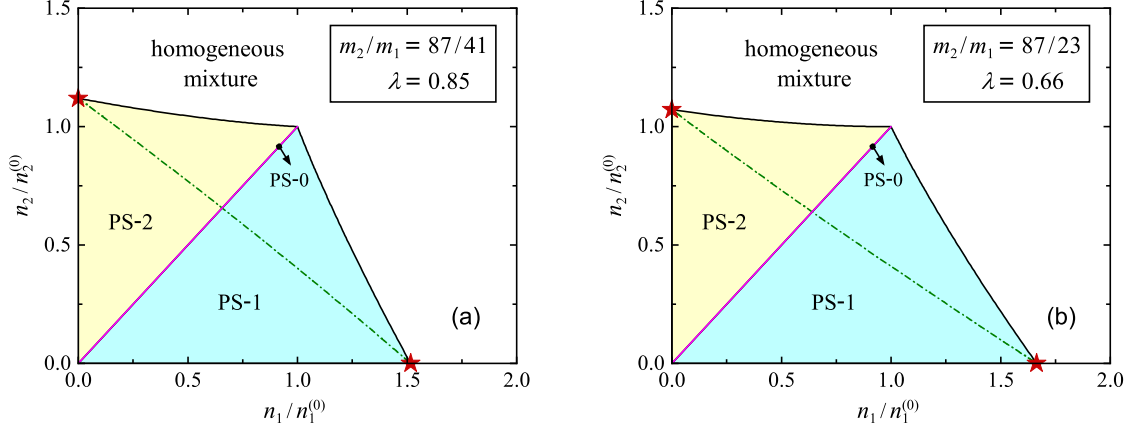 1.5
1.0
0.5
0.0
n₂/n₂⁽⁰⁾
homogeneous
mixture
m₂/m₁ = 87/41
λ = 0.85
PS-0
PS-2
PS-1
(a)
0.0 0.5 1.0 1.5 2.0
n₁/n₁⁽⁰⁾
1.5
1.0
0.5
0.0
n₂/n₂⁽⁰⁾
homogeneous
mixture
m₂/m₁ = 87/23
λ = 0.66
PS-0
PS-2
PS-1
(b)
0.0 0.5 1.0 1.5 2.0
n₁/n₁⁽⁰⁾